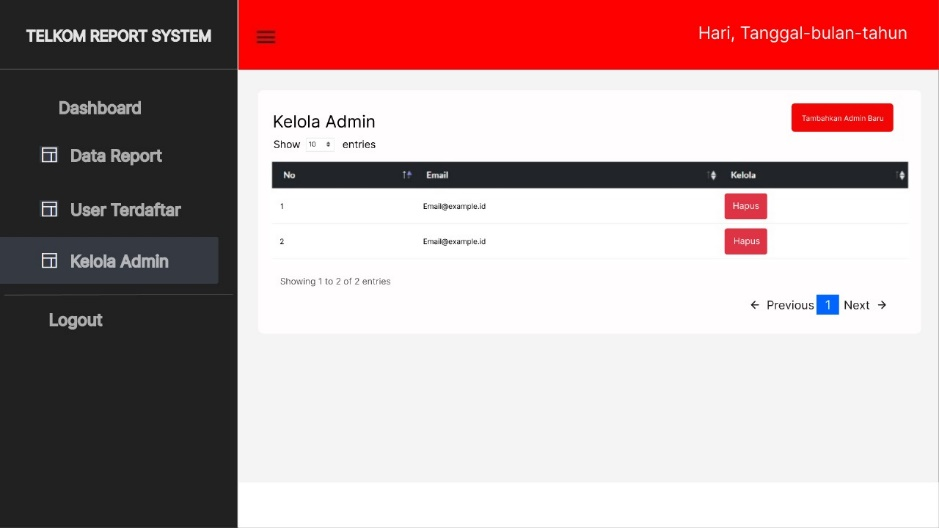 TELKOM REPORT SYSTEM
Hari, Tanggal-bulan-tahun
Dashboard
Data Report
User Terdaftar
Kelola Admin
Logout
Kelola Admin
Tambahkan Admin Baru
Show 10 entries
No Email Kelola
1 Email@example.id Hapus
2 Email@example.id Hapus
Showing 1 to 2 of 2 entries
← Previous 1 Next →